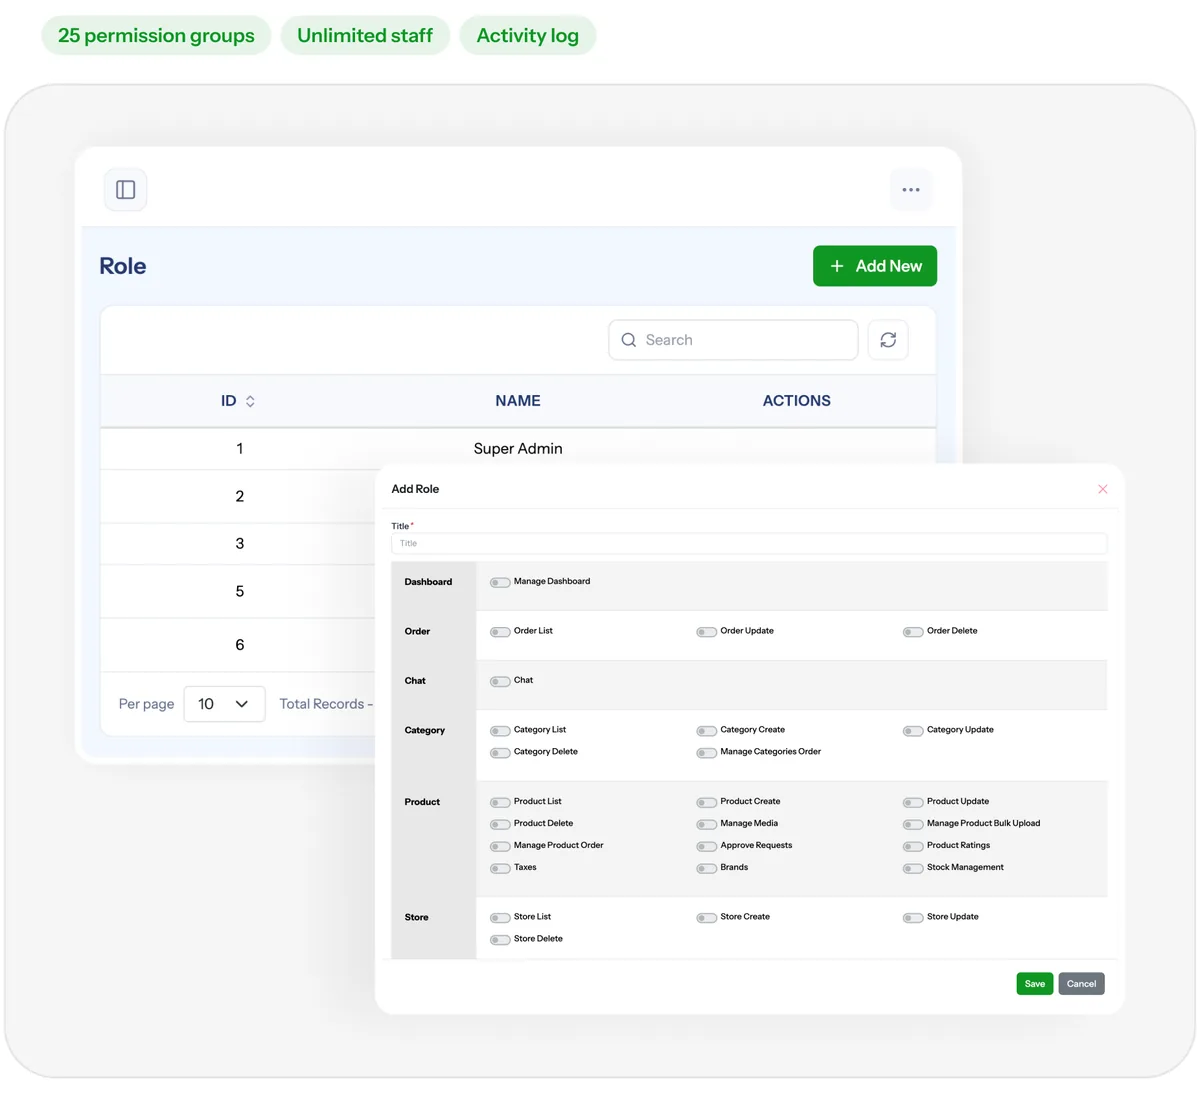 25 permission groups
Unlimited staff
Activity log
Role
+ Add New
Search
ID NAME ACTIONS
1 Super Admin
2
3
5
6
Per page 10 Total Records -
Add Role
Title*
Title
Dashboard Manage Dashboard
Order Order List Order Update Order Delete
Chat Chat
Category Category List Category Create Category Update
Category Delete Manage Categories Order
Product Product List Product Create Product Update
Product Delete Manage Media Manage Product Bulk Upload
Manage Product Order Approve Requests Product Ratings
Taxes Brands Stock Management
Store Store List Store Create Store Update
Store Delete
Save Cancel